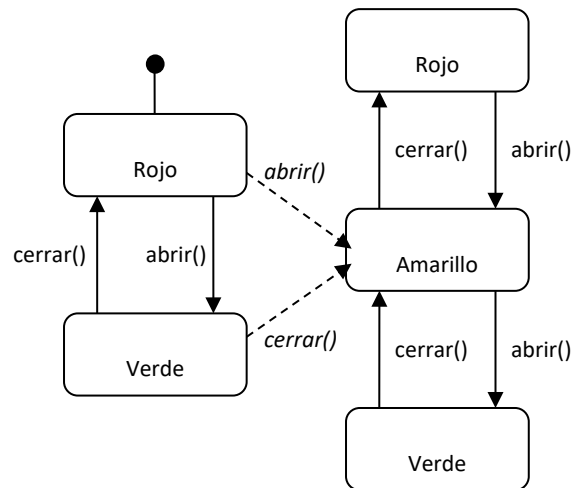 Rojo
Rojo
abrir()
cerrar()
abrir()
cerrar()
abrir()
Amarillo
cerrar()
Verde
cerrar()
abrir()
Verde